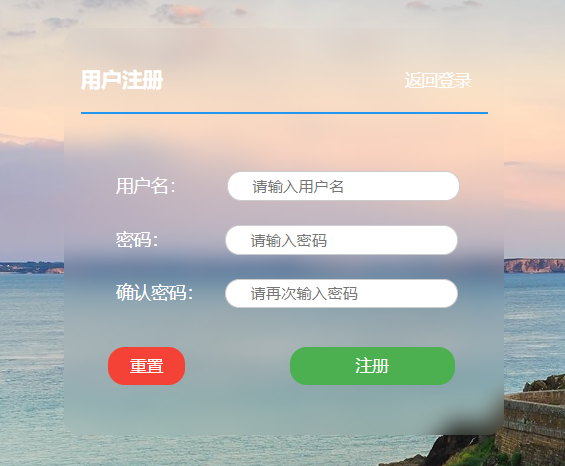 用户注册 返回登录
用户名： 请输入用户名
密码： 请输入密码
确认密码： 请再次输入密码
重置 注册